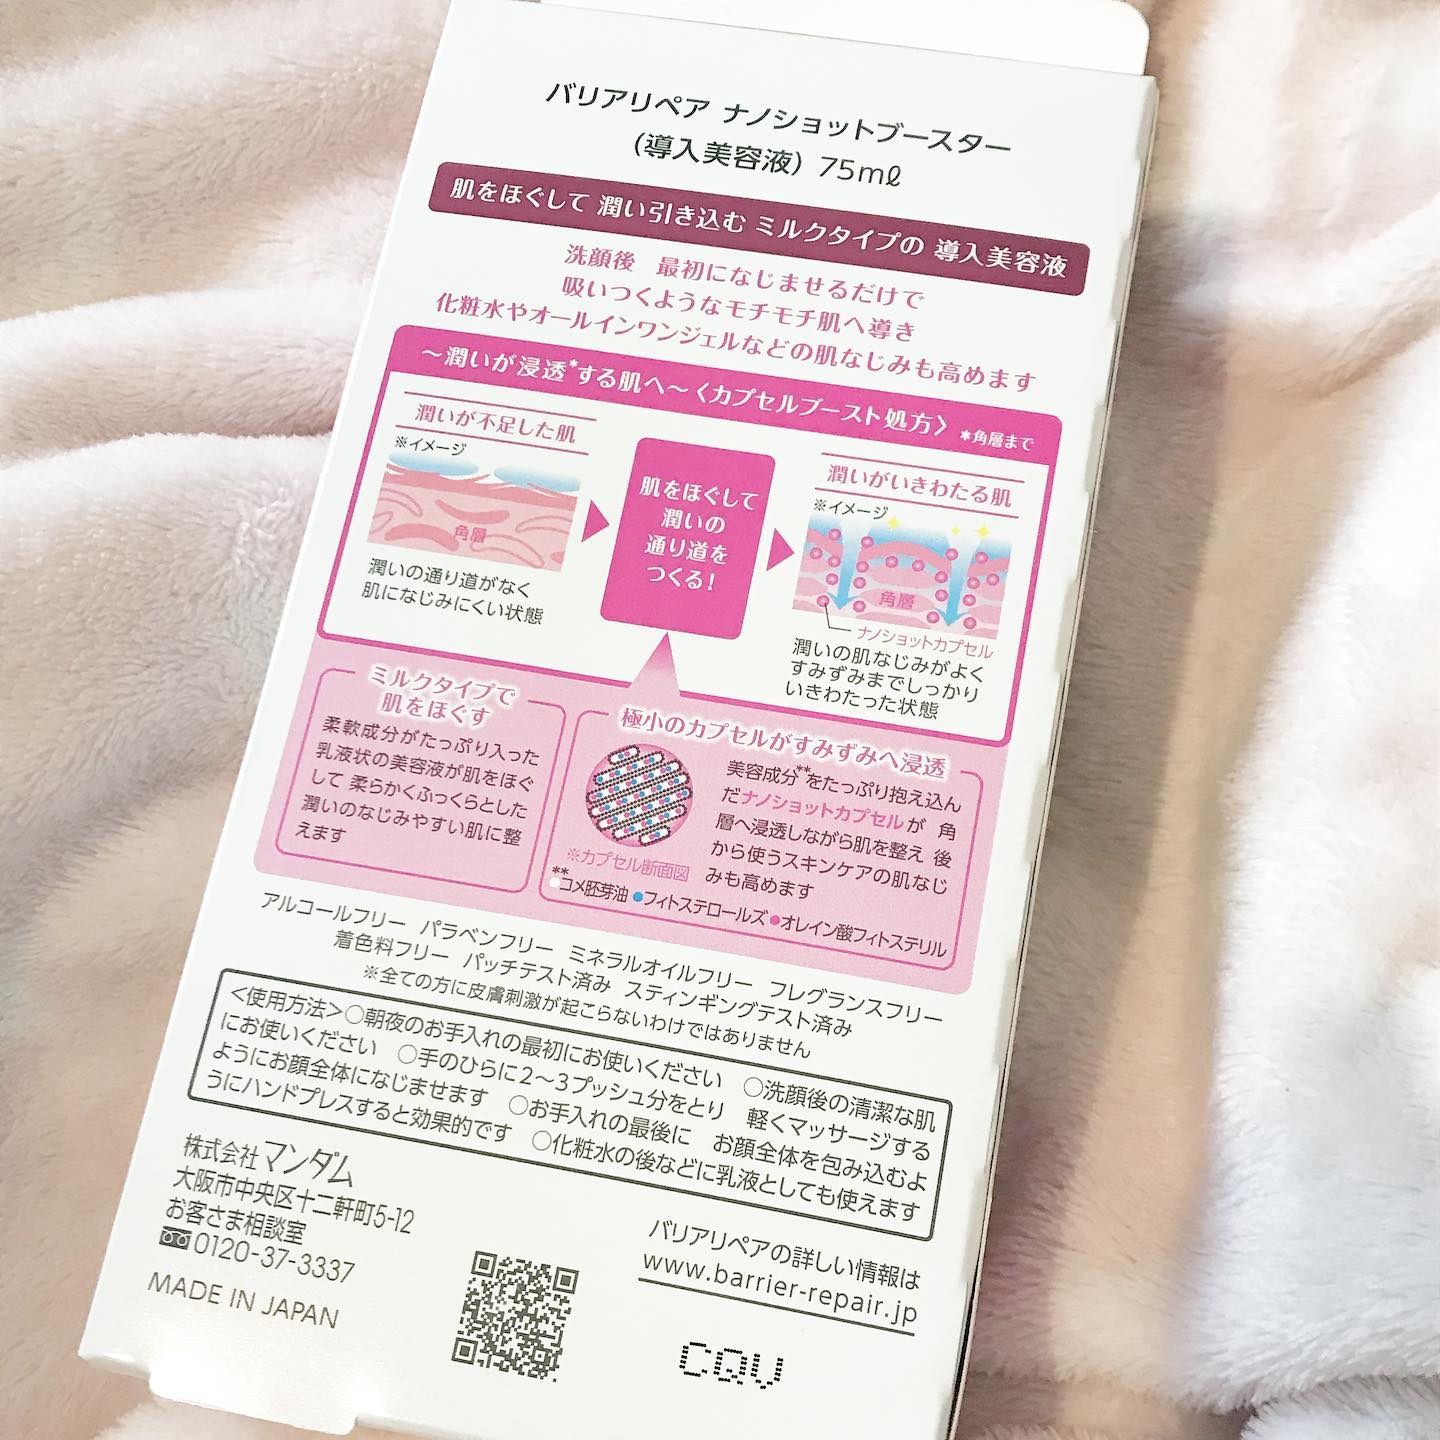 バリアリペア ナノショットブースター
(導入美容液) 75mℓ
肌をほぐして 潤い引き込む ミルクタイプの 導入美容液
洗顔後 最初になじませるだけで
吸いつくようなモチモチ肌へ導き
化粧水やオールインワンジェルなどの肌なじみも高めます
〜潤いが浸透*する肌へ〜〈カプセルブースト処方〉 *角層まで
潤いが不足した肌
※イメージ
角層
潤いの通り道がなく
肌になじみにくい状態
肌をほぐして
潤いの
通り道を
つくる!
潤いがいきわたる肌
※イメージ
角層
ナノショットカプセル
潤いの肌なじみがよく
すみずみまでしっかり
いきわたった状態
ミルクタイプで
肌をほぐす
柔軟成分がたっぷり入った
乳液状の美容液が肌をほぐ
して 柔らかくふっくらとした
潤いのなじみやすい肌に整
えます
極小のカプセルがすみずみへ浸透
美容成分**をたっぷり抱え込ん
だナノショットカプセルが 角
層へ浸透しながら肌を整え 後
から使うスキンケアの肌なじ
みも高めます
※カプセル断面図
**○コメ胚芽油 ●フィトステロールズ ●オレイン酸フィトステリル
アルコールフリー パラベンフリー ミネラルオイルフリー フレグランスフリー
着色料フリー パッチテスト済み スティンギングテスト済み
※全ての方に皮膚刺激が起こらないわけではありません
<使用方法>○朝夜のお手入れの最初にお使いください ○洗顔後の清潔な肌
にお使いください ○手のひらに2〜3プッシュ分をとり 軽くマッサージする
ようにお顔全体になじませます ○お手入れの最後に お顔全体を包み込むよ
うにハンドプレスすると効果的です ○化粧水の後などに乳液としても使えます
株式会社 マンダム
大阪市中央区十二軒町5-12
お客さま相談室
0120-37-3337
MADE IN JAPAN
バリアリペアの詳しい情報は
www.barrier-repair.jp
CQV